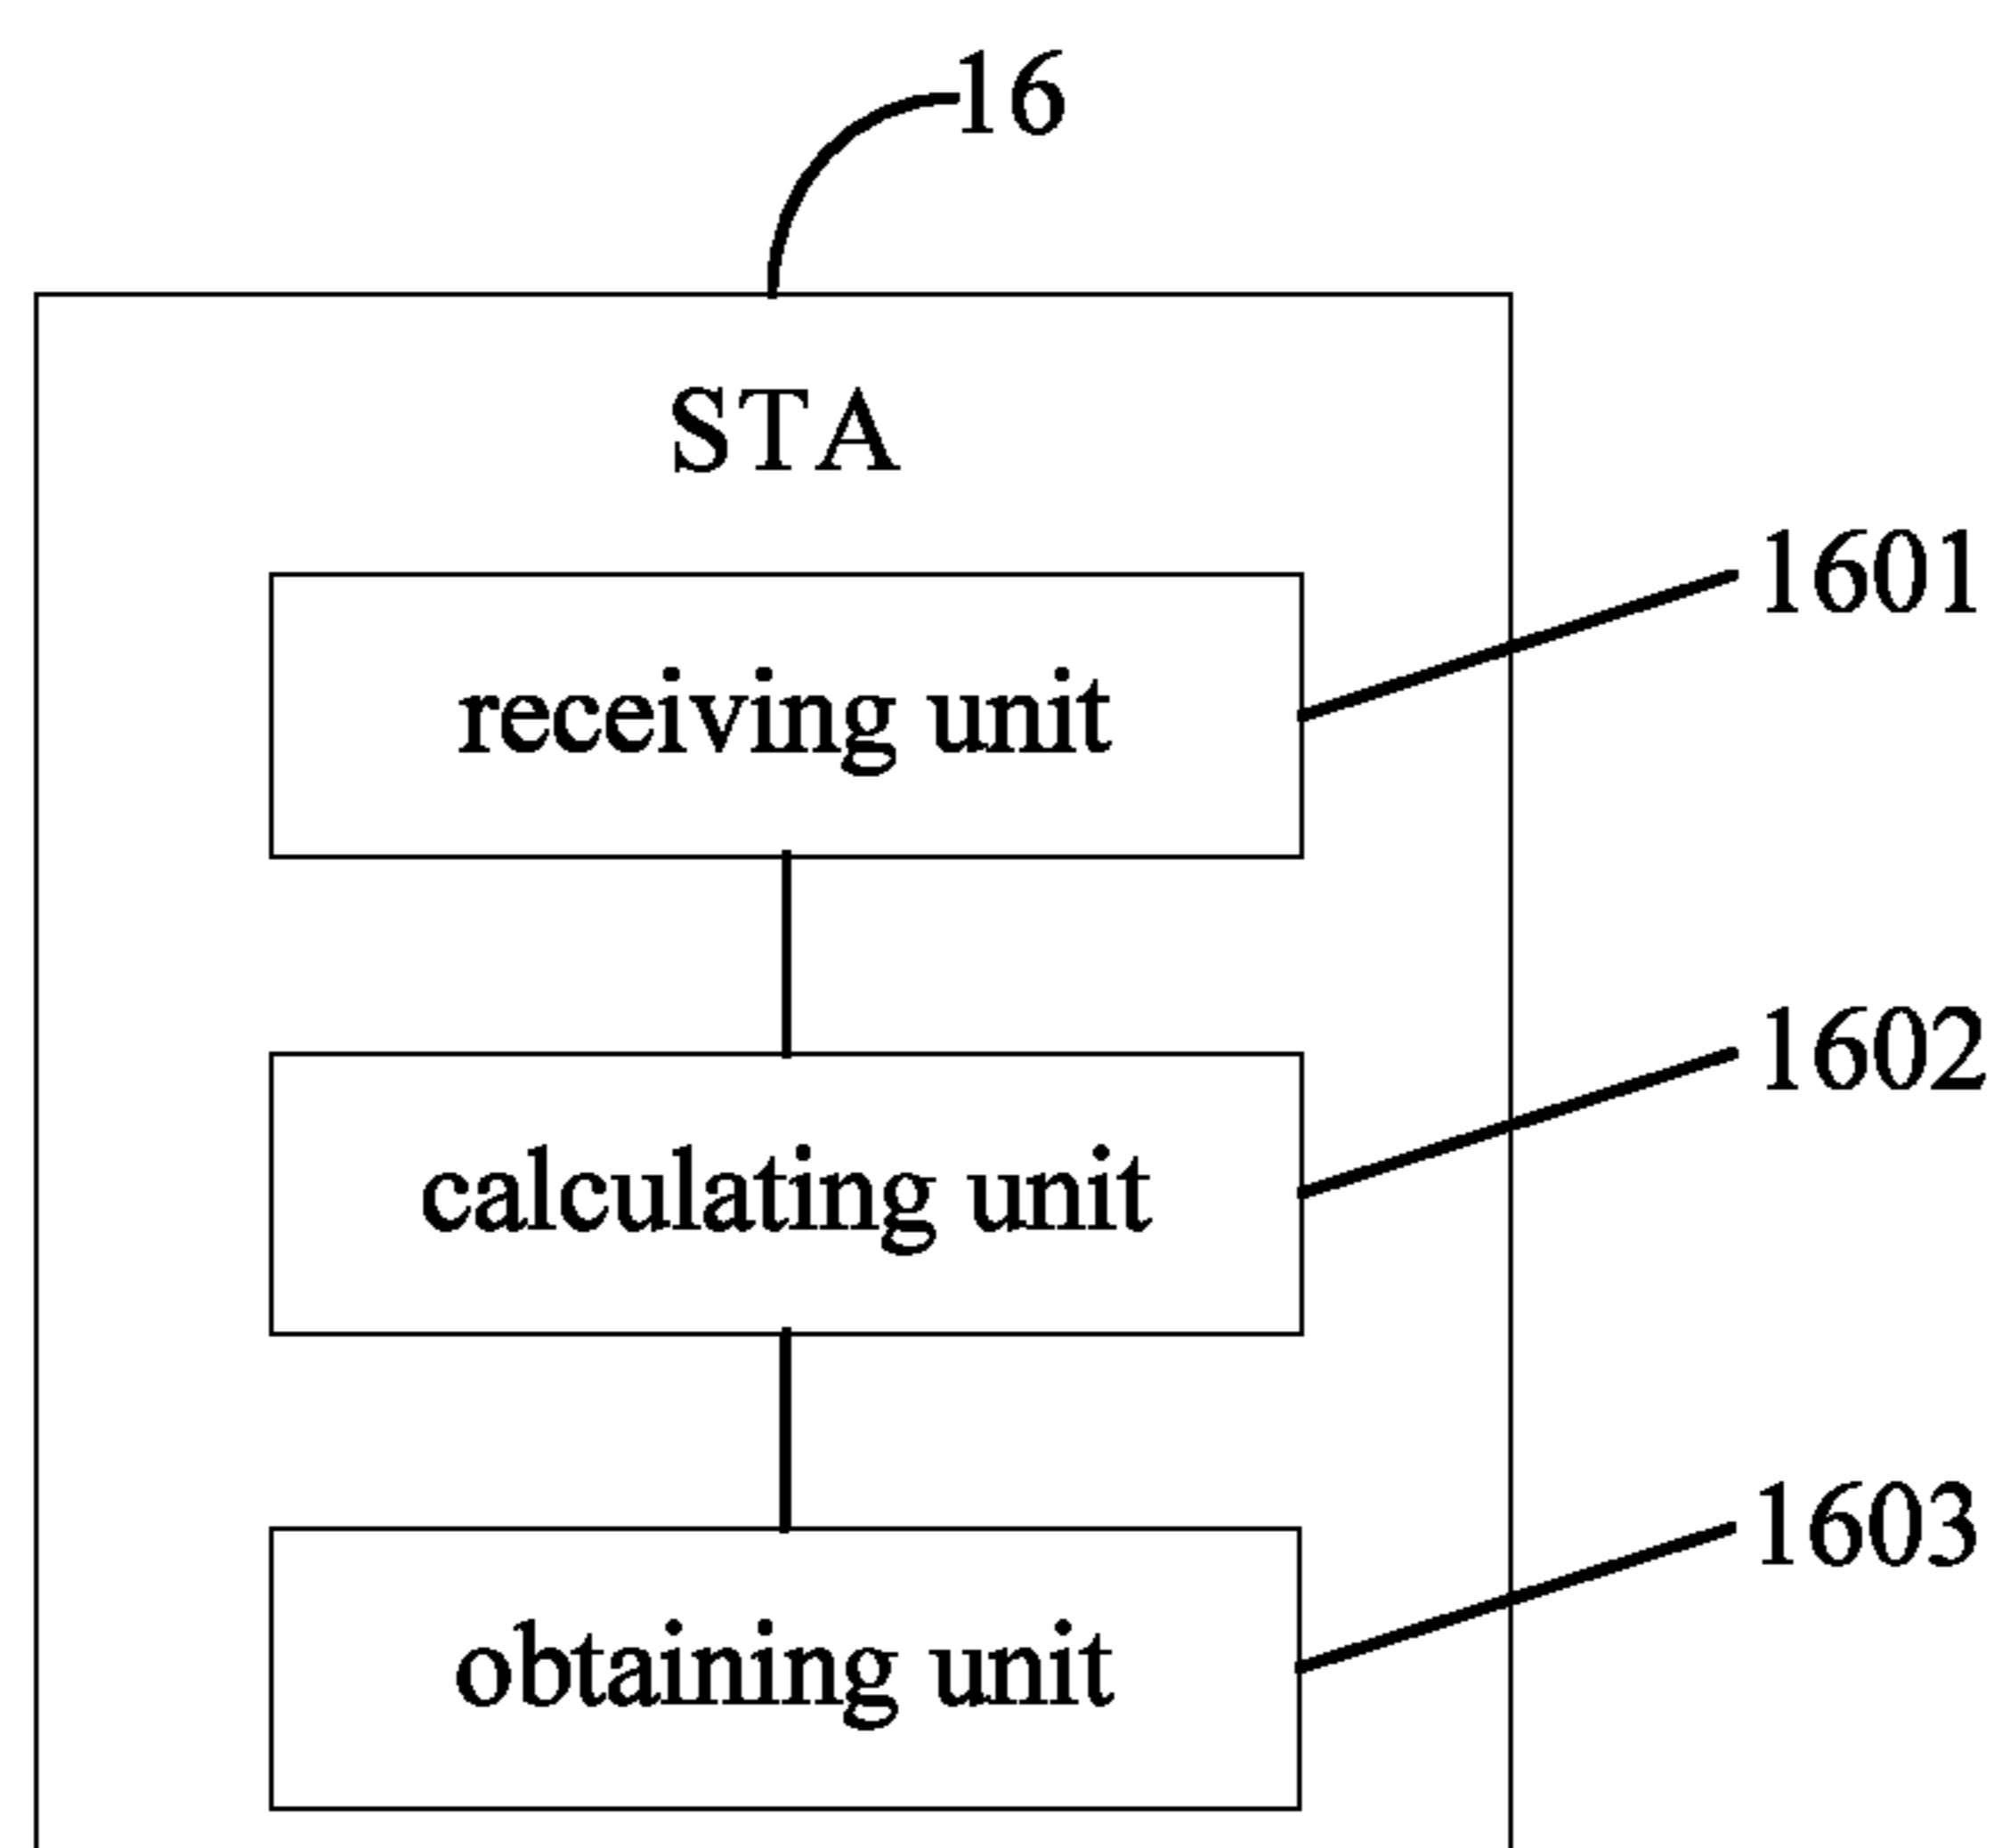 16
STA
1601
receiving unit
1602
calculating unit
1603
obtaining unit